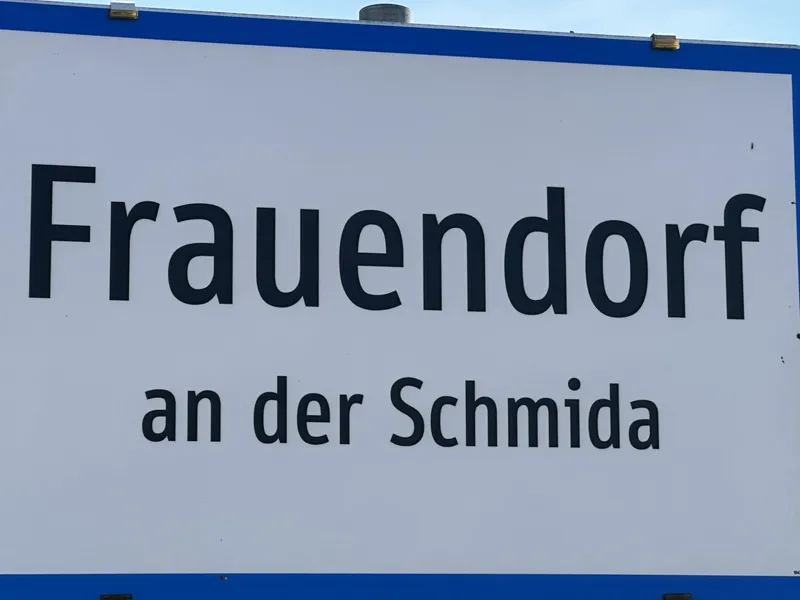 Frauendorf
an der Schmida